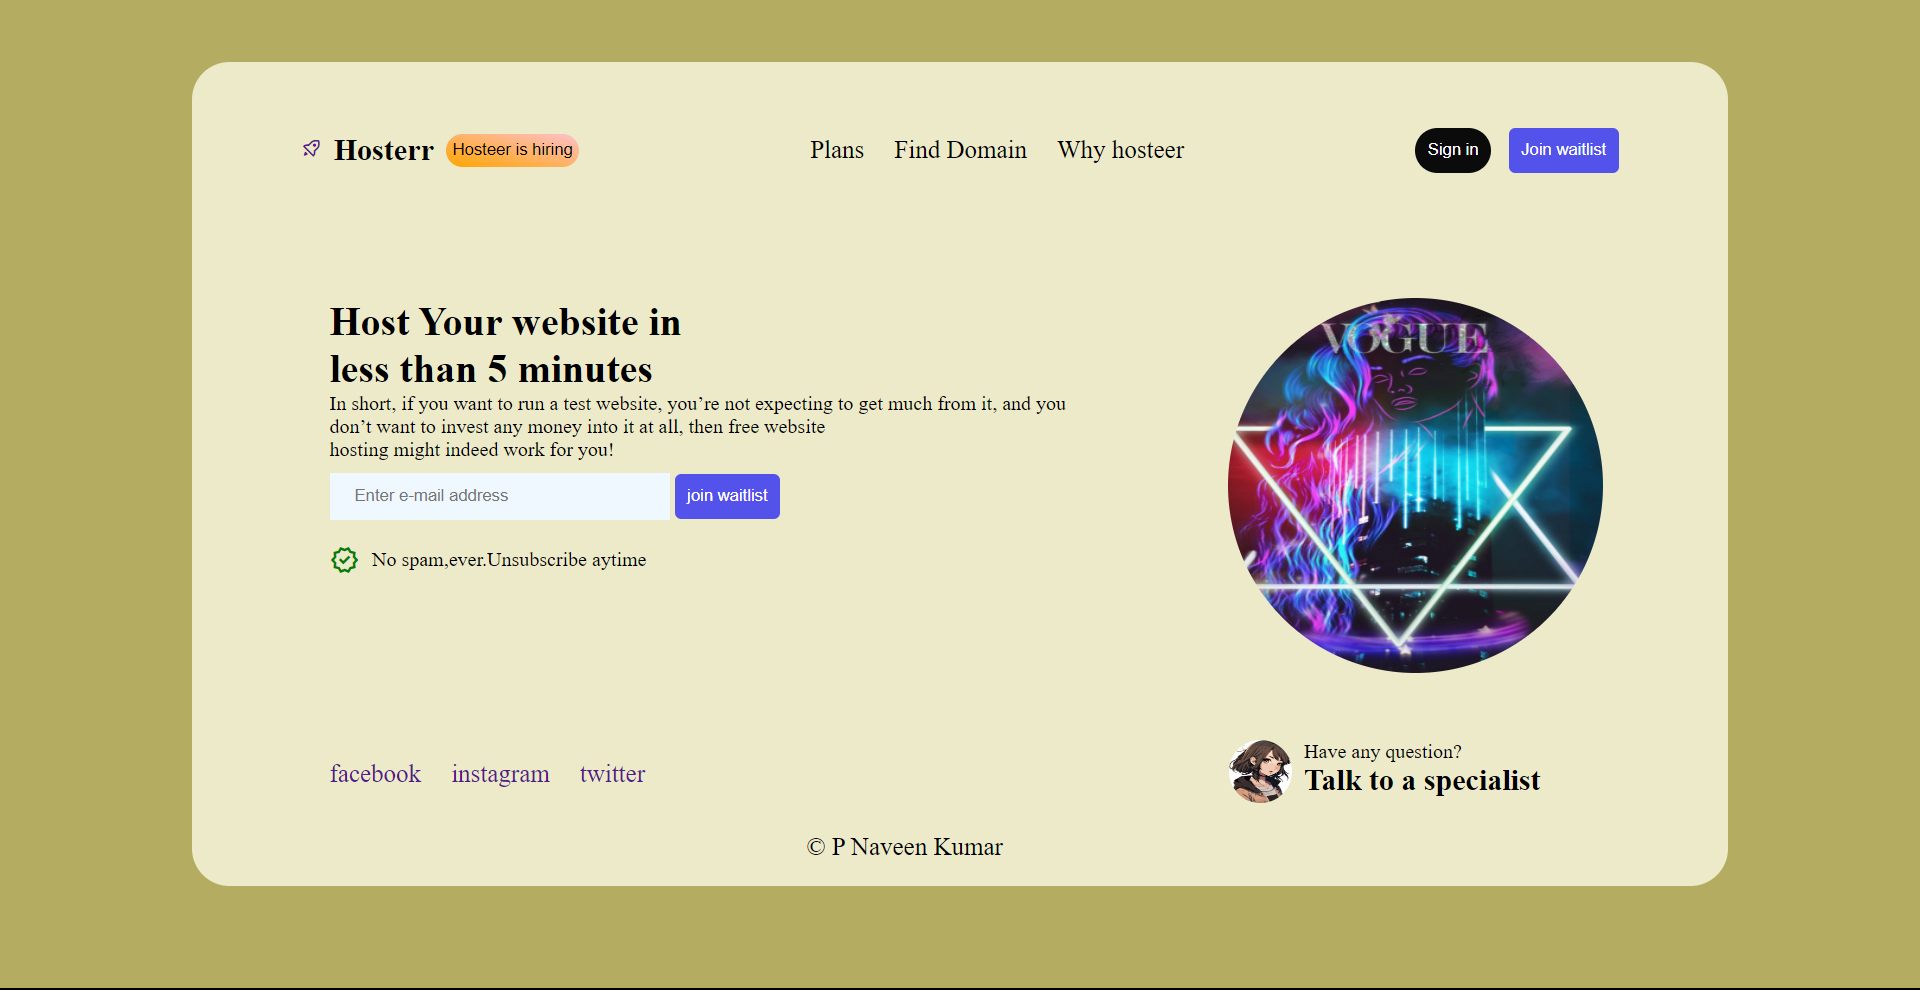 Hosterr
Hosteer is hiring
Plans
Find Domain
Why hosteer
Sign in
Join waitlist
Host Your website in
less than 5 minutes
In short, if you want to run a test website, you’re not expecting to get much from it, and you
don’t want to invest any money into it at all, then free website
hosting might indeed work for you!
Enter e-mail address
join waitlist
No spam,ever.Unsubscribe aytime
VOGUE
facebook
instagram
twitter
Have any question?
Talk to a specialist
© P Naveen Kumar